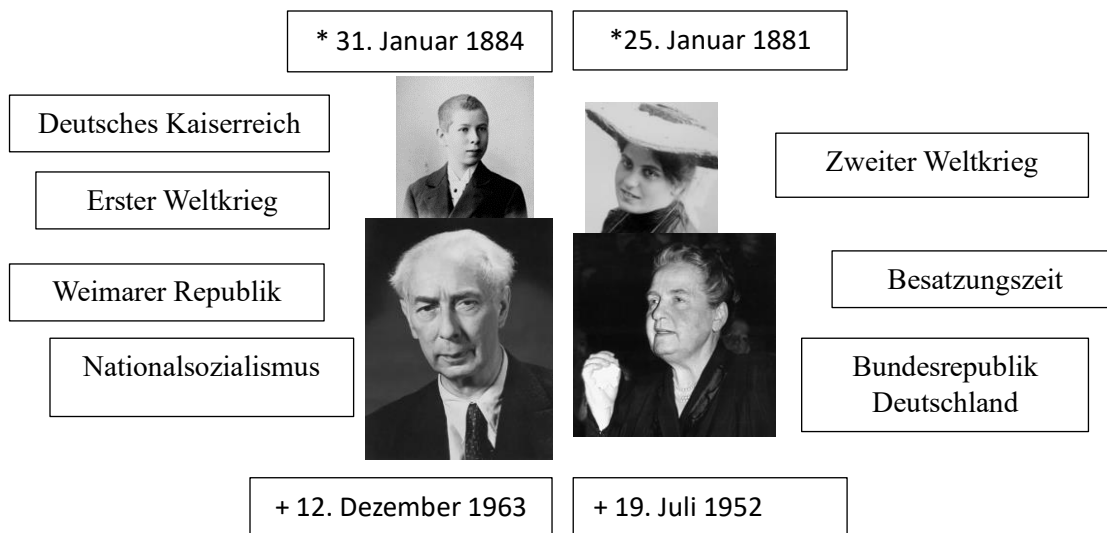 * 31. Januar 1884
*25. Januar 1881
Deutsches Kaiserreich
Erster Weltkrieg
Weimarer Republik
Nationalsozialismus
Zweiter Weltkrieg
Besatzungszeit
Bundesrepublik
Deutschland
+ 12. Dezember 1963
+ 19. Juli 1952